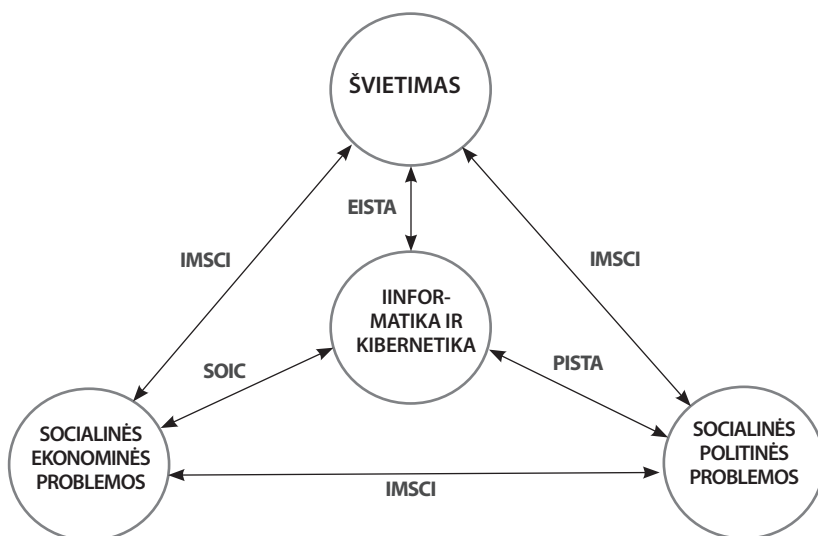 ŠVIETIMAS
EISTA
IMSCI
IMSCI
IINFOR-
MATIKA IR
KIBERNETIKA
SOIC
PISTA
SOCIALINĖS
EKONOMINĖS
PROBLEMOS
SOCIALINĖS
POLITINĖS
PROBLEMOS
IMSCI